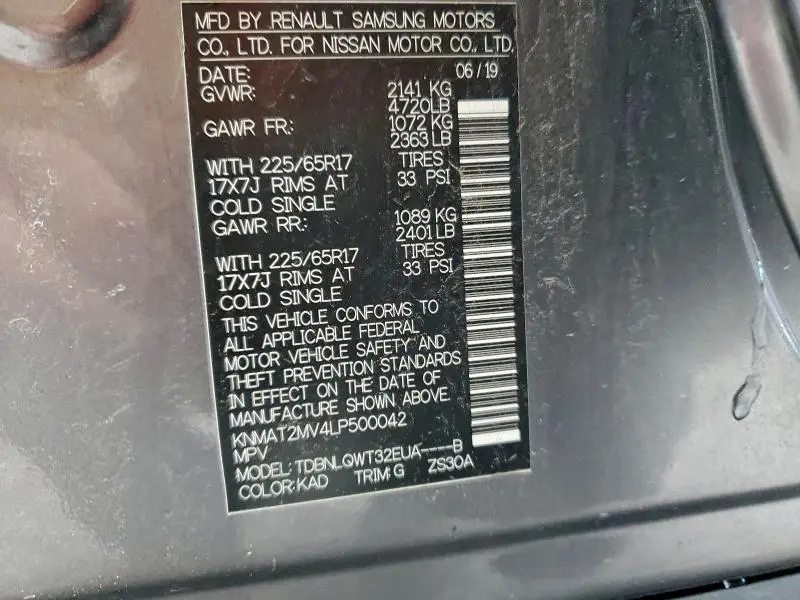 MFD BY RENAULT SAMSUNG MOTORS
CO., LTD. FOR NISSAN MOTOR CO., LTD.
DATE: 06/19
GVWR: 2141 KG
4720LB
GAWR FR: 1072 KG
2363LB
WITH 225/65R17 TIRES
17X7J RIMS AT 33 PSI
COLD SINGLE
GAWR RR: 1089 KG
2401LB
WITH 225/65R17 TIRES
17X7J RIMS AT 33 PSI
COLD SINGLE
THIS VEHICLE CONFORMS TO
ALL APPLICABLE FEDERAL
MOTOR VEHICLE SAFETY AND
THEFT PREVENTION STANDARDS
IN EFFECT ON THE DATE OF
MANUFACTURE SHOWN ABOVE.
KNMAT2MV4LP500042
MPV
MODEL: TDBNLQWT32EUA----B
COLOR:KAD TRIM:G ZS30A